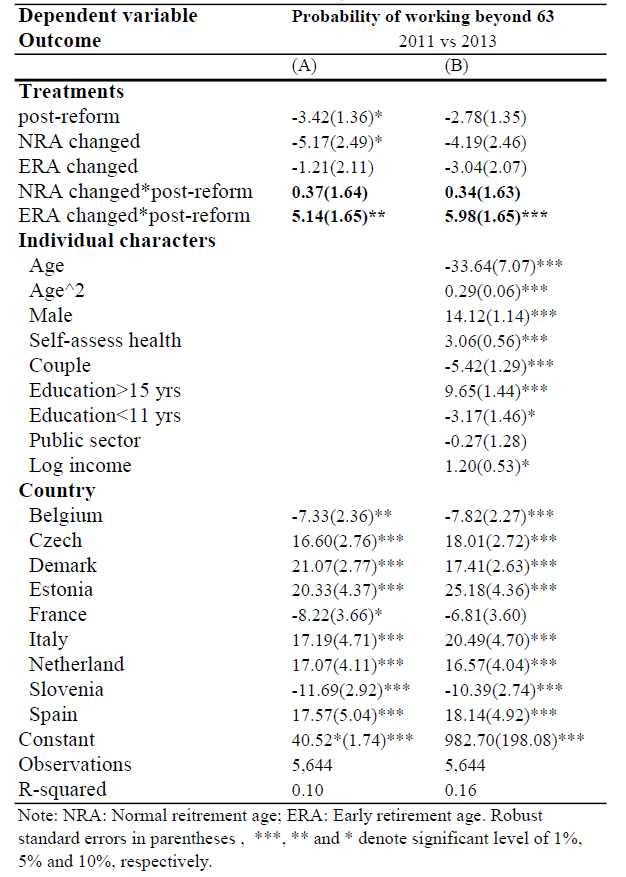 Dependent variable Probability of working beyond 63
Outcome 2011 vs 2013
(A) (B)
Treatments
post-reform -3.42(1.36)* -2.78(1.35)
NRA changed -5.17(2.49)* -4.19(2.46)
ERA changed -1.21(2.11) -3.04(2.07)
NRA changed*post-reform 0.37(1.64) 0.34(1.63)
ERA changed*post-reform 5.14(1.65)** 5.98(1.65)***
Individual characters
Age -33.64(7.07)***
Age^2 0.29(0.06)***
Male 14.12(1.14)***
Self-assess health 3.06(0.56)***
Couple -5.42(1.29)***
Education>15 yrs 9.65(1.44)***
Education<11 yrs -3.17(1.46)*
Public sector -0.27(1.28)
Log income 1.20(0.53)*
Country
Belgium -7.33(2.36)** -7.82(2.27)***
Czech 16.60(2.76)*** 18.01(2.72)***
Demark 21.07(2.77)*** 17.41(2.63)***
Estonia 20.33(4.37)*** 25.18(4.36)***
France -8.22(3.66)* -6.81(3.60)
Italy 17.19(4.71)*** 20.49(4.70)***
Netherland 17.07(4.11)*** 16.57(4.04)***
Slovenia -11.69(2.92)*** -10.39(2.74)***
Spain 17.57(5.04)*** 18.14(4.92)***
Constant 40.52*(1.74)*** 982.70(198.08)***
Observations 5,644 5,644
R-squared 0.10 0.16
Note: NRA: Normal reitrement age; ERA: Early retirement age. Robust
standard errors in parentheses , ***, ** and * denote significant level of 1%,
5% and 10%, respectively.